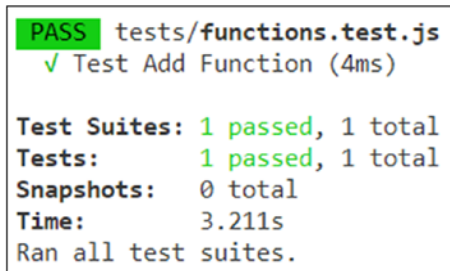 PASS tests/functions.test.js
√ Test Add Function (4ms)
Test Suites: 1 passed, 1 total
Tests: 1 passed, 1 total
Snapshots: 0 total
Time: 3.211s
Ran all test suites.